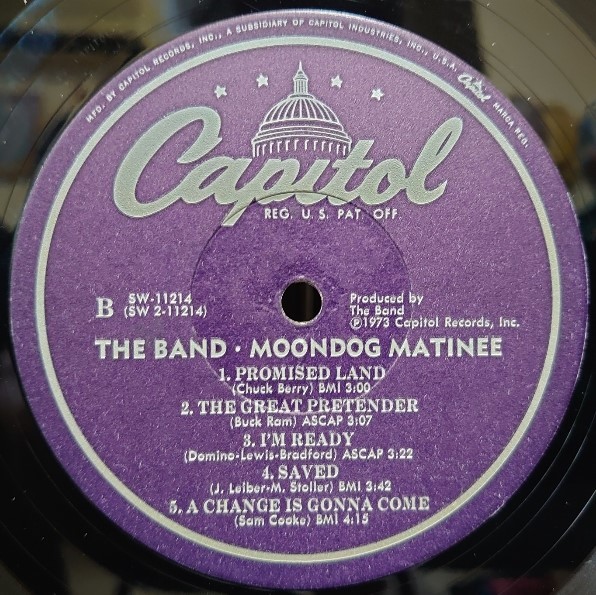 MFD. BY CAPITOL RECORDS, INC., A SUBSIDIARY OF CAPITOL INDUSTRIES, INC., U.S.A. Capitol MARCA REG.
Capitol
REG. U. S. PAT. OFF.
B
SW-11214
(SW 2-11214)
Produced by
The Band
℗1973 Capitol Records, Inc.
THE BAND • MOONDOG MATINEE
1. PROMISED LAND
(Chuck Berry) BMI 3:00
2. THE GREAT PRETENDER
(Buck Ram) ASCAP 3:07
3. I'M READY
(Domino-Lewis-Bradford) ASCAP 3:22
4. SAVED
(J. Leiber-M. Stoller) BMI 3:42
5. A CHANGE IS GONNA COME
(Sam Cooke) BMI 4:15